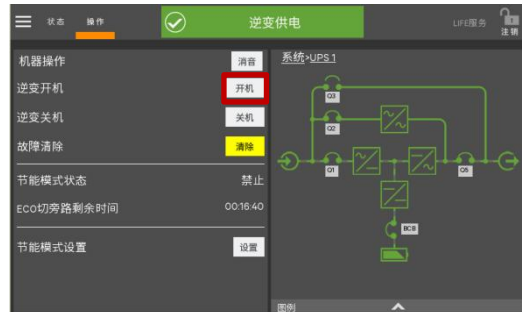 状态 操作
逆变供电
LIFE服务
注销
机器操作 消音
逆变开机 开机
逆变关机 关机
故障清除 清除
节能模式状态 禁止
ECO切旁路剩余时间 00:16:40
节能模式设置 设置
系统>UPS 1
Q3
Q2
Q1
Q5
BCB
图例